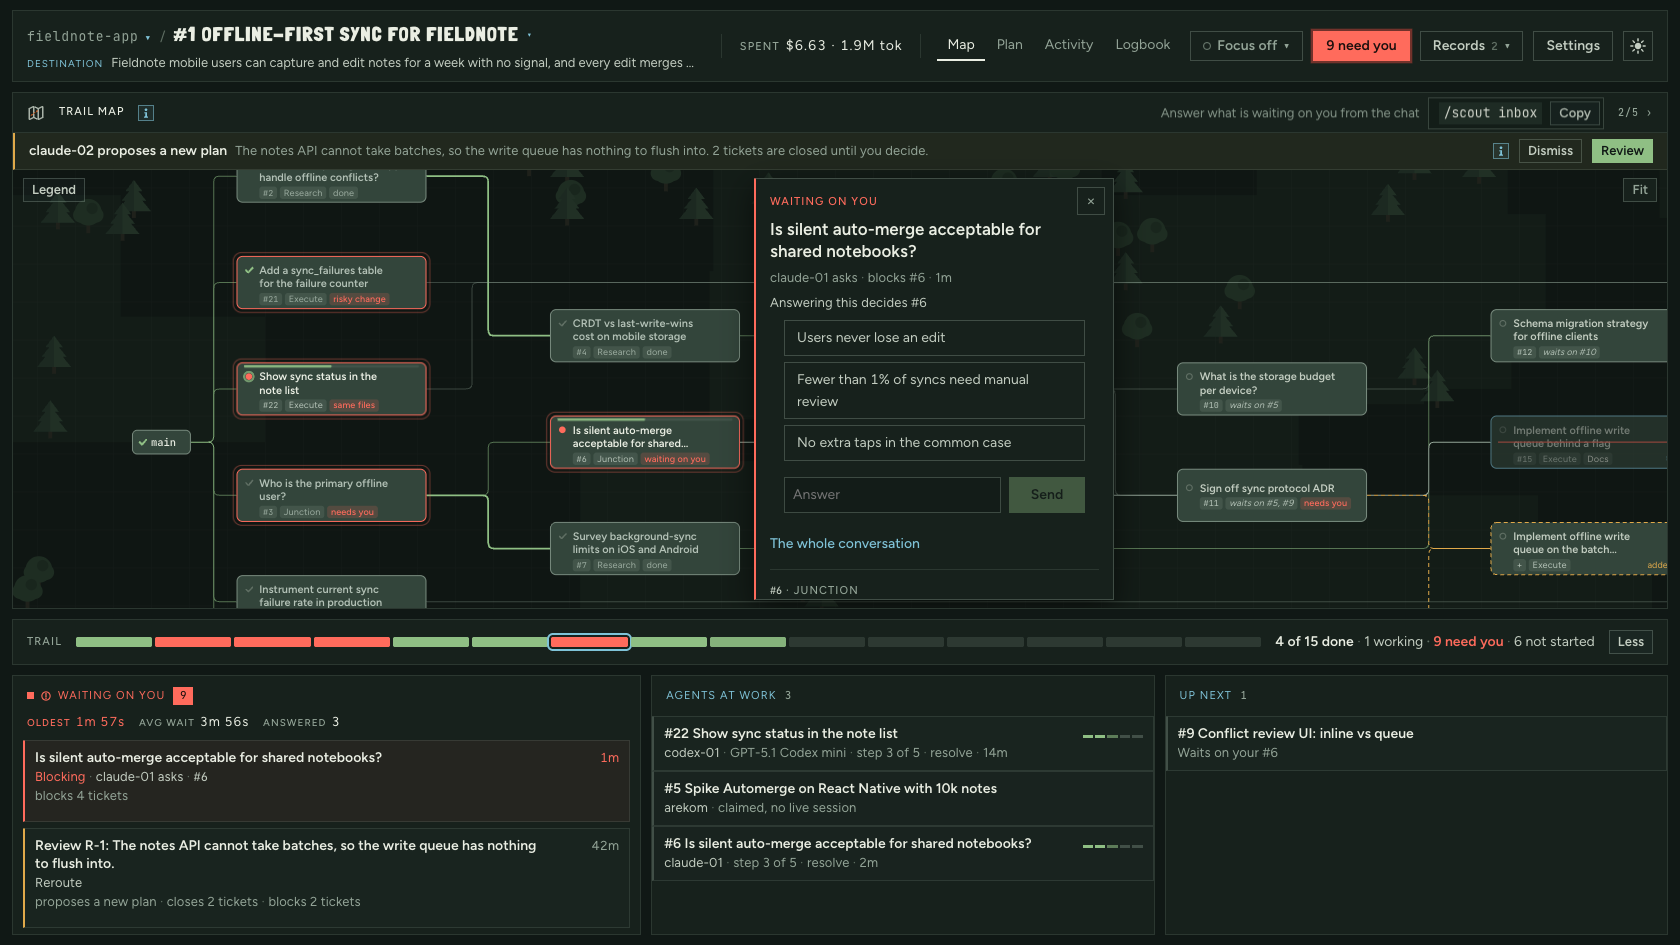 fieldnote-app ▾ / #1 OFFLINE-FIRST SYNC FOR FIELDNOTE
DESTINATION Fieldnote mobile users can capture and edit notes for a week with no signal, and every edit merges ...
SPENT $6.63 · 1.9M tok
Map
Plan
Activity
Logbook
Focus off ▾
9 need you
Records 2 ▾
Settings
TRAIL MAP i
Answer what is waiting on you from the chat
/scout inbox
Copy
2/5 ›
claude-02 proposes a new plan The notes API cannot take batches, so the write queue has nothing to flush into. 2 tickets are closed until you decide.
i
Dismiss
Review
Legend
Fit
main
handle offline conflicts?
#2 Research done
Add a sync_failures table
for the failure counter
#21 Execute risky change
Show sync status in the
note list
#22 Execute same files
Who is the primary offline
user?
#3 Junction needs you
Instrument current sync
failure rate in production
CRDT vs last-write-wins
cost on mobile storage
#4 Research done
Is silent auto-merge
acceptable for shared...
#6 Junction waiting on you
Survey background-sync
limits on iOS and Android
#7 Research done
WAITING ON YOU
×
Is silent auto-merge acceptable for
shared notebooks?
claude-01 asks · blocks #6 · 1m
Answering this decides #6
Users never lose an edit
Fewer than 1% of syncs need manual
review
No extra taps in the common case
Answer
Send
The whole conversation
#6 · JUNCTION
What is the storage budget
per device?
#10 waits on #5
Sign off sync protocol ADR
#11 waits on #5, #9 needs you
Schema migration strategy
for offline clients
#12 waits on #10
Implement offline write
queue behind a flag
#15 Execute Docs
Implement offline write
queue on the batch...
+ Execute adde
TRAIL
4 of 15 done · 1 working · 9 need you · 6 not started
Less
WAITING ON YOU 9
OLDEST 1m 57s AVG WAIT 3m 56s ANSWERED 3
Is silent auto-merge acceptable for shared notebooks? 1m
Blocking · claude-01 asks · #6
blocks 4 tickets
Review R-1: The notes API cannot take batches, so the write queue has nothing 42m
to flush into.
Reroute
proposes a new plan · closes 2 tickets · blocks 2 tickets
AGENTS AT WORK 3
#22 Show sync status in the note list
codex-01 · GPT-5.1 Codex mini · step 3 of 5 · resolve · 14m
#5 Spike Automerge on React Native with 10k notes
arekom · claimed, no live session
#6 Is silent auto-merge acceptable for shared notebooks?
claude-01 · step 3 of 5 · resolve · 2m
UP NEXT 1
#9 Conflict review UI: inline vs queue
Waits on your #6